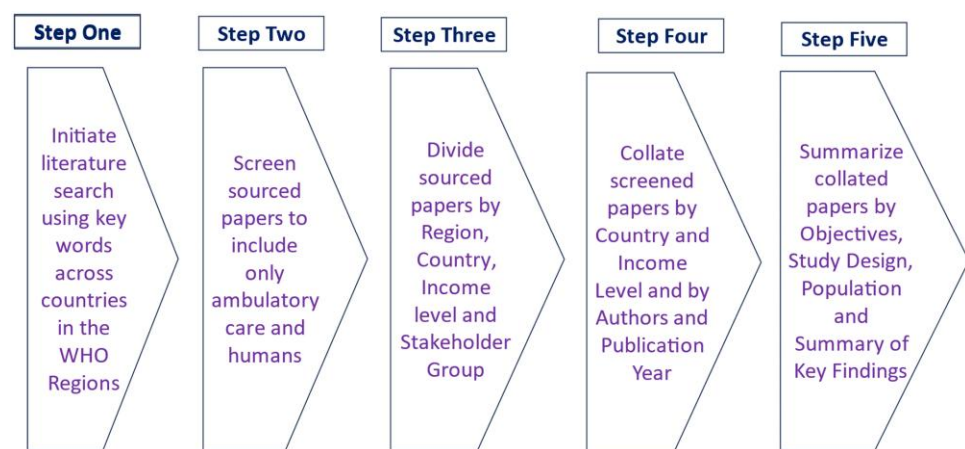 Step One
Initiate
literature
search
using key
words
across
countries
in the
WHO
Regions
Step Two
Screen
sourced
papers to
include
only
ambulatory
care and
humans
Step Three
Divide
sourced
papers by
Region,
Country,
Income
level and
Stakeholder
Group
Step Four
Collate
screened
papers by
Country and
Income
Level and by
Authors and
Publication
Year
Step Five
Summarize
collated
papers by
Objectives,
Study Design,
Population
and
Summary of
Key Findings